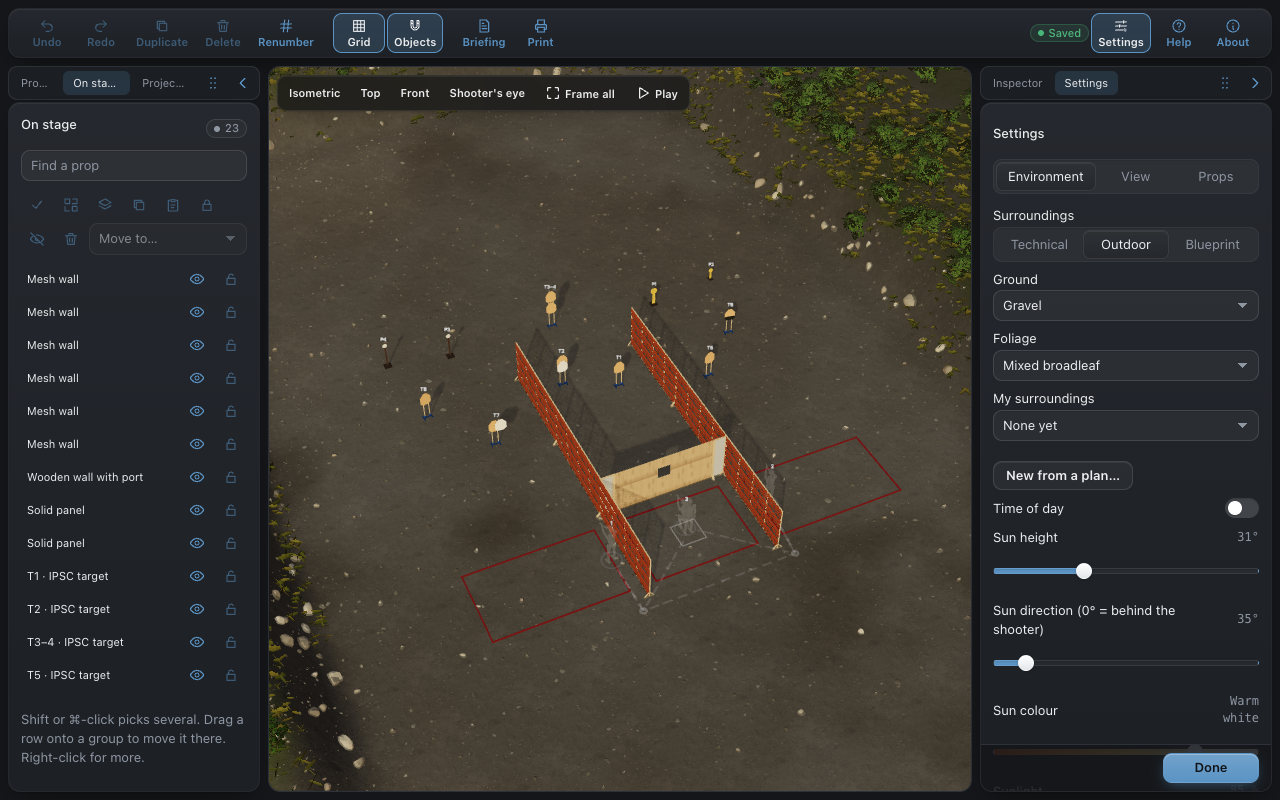 Undo
Redo
Duplicate
Delete
Renumber
Grid
Objects
Briefing
Print
Saved
Settings
Help
About
Pro...
On sta...
Projec...
On stage
23
Find a prop
Move to...
Mesh wall
Mesh wall
Mesh wall
Mesh wall
Mesh wall
Mesh wall
Wooden wall with port
Solid panel
Solid panel
T1 · IPSC target
T2 · IPSC target
T3–4 · IPSC target
T5 · IPSC target
Shift or ⌘-click picks several. Drag a
row onto a group to move it there.
Right-click for more.
Isometric
Top
Front
Shooter's eye
Frame all
Play
T3–4
T1
T7
2
3
Inspector
Settings
Settings
Environment
View
Props
Surroundings
Technical
Outdoor
Blueprint
Ground
Gravel
Foliage
Mixed broadleaf
My surroundings
None yet
New from a plan...
Time of day
Sun height
31°
Sun direction (0° = behind the
shooter)
35°
Sun colour
Warm
white
Done